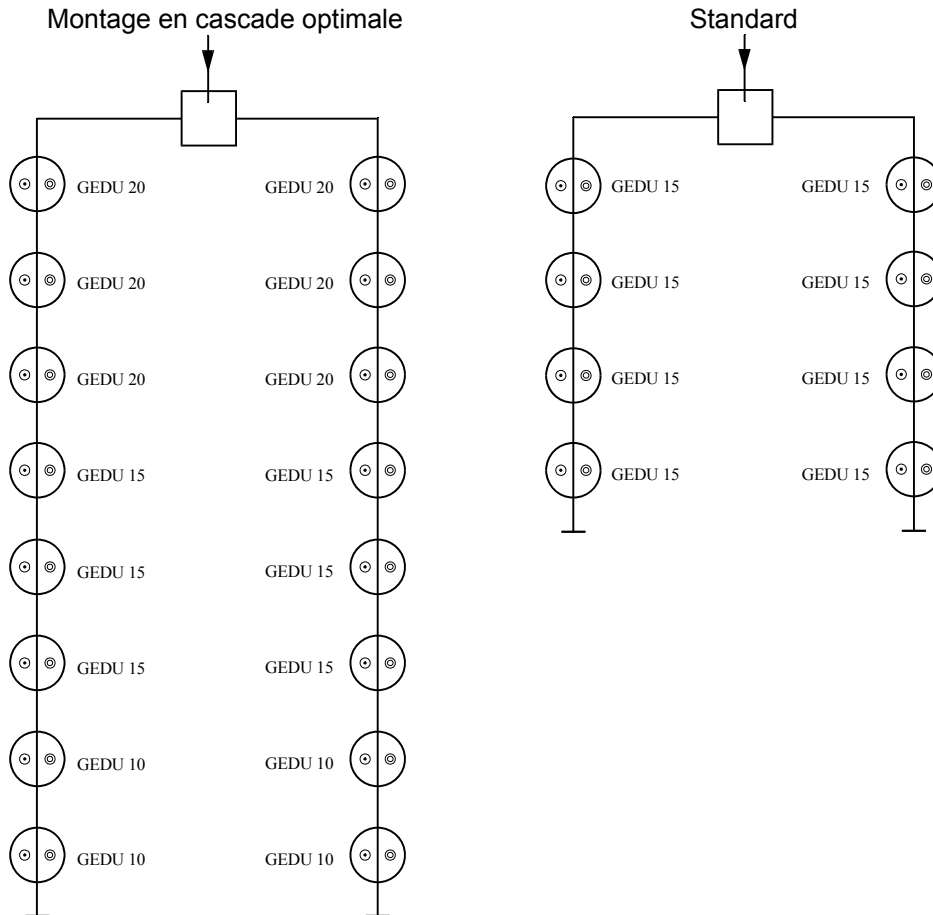 Montage en cascade optimale
Standard
GEDU 20 GEDU 20 GEDU 15 GEDU 15
GEDU 20 GEDU 20 GEDU 15 GEDU 15
GEDU 20 GEDU 20 GEDU 15 GEDU 15
GEDU 15 GEDU 15 GEDU 15 GEDU 15
GEDU 15 GEDU 15
GEDU 15 GEDU 15
GEDU 10 GEDU 10
GEDU 10 GEDU 10